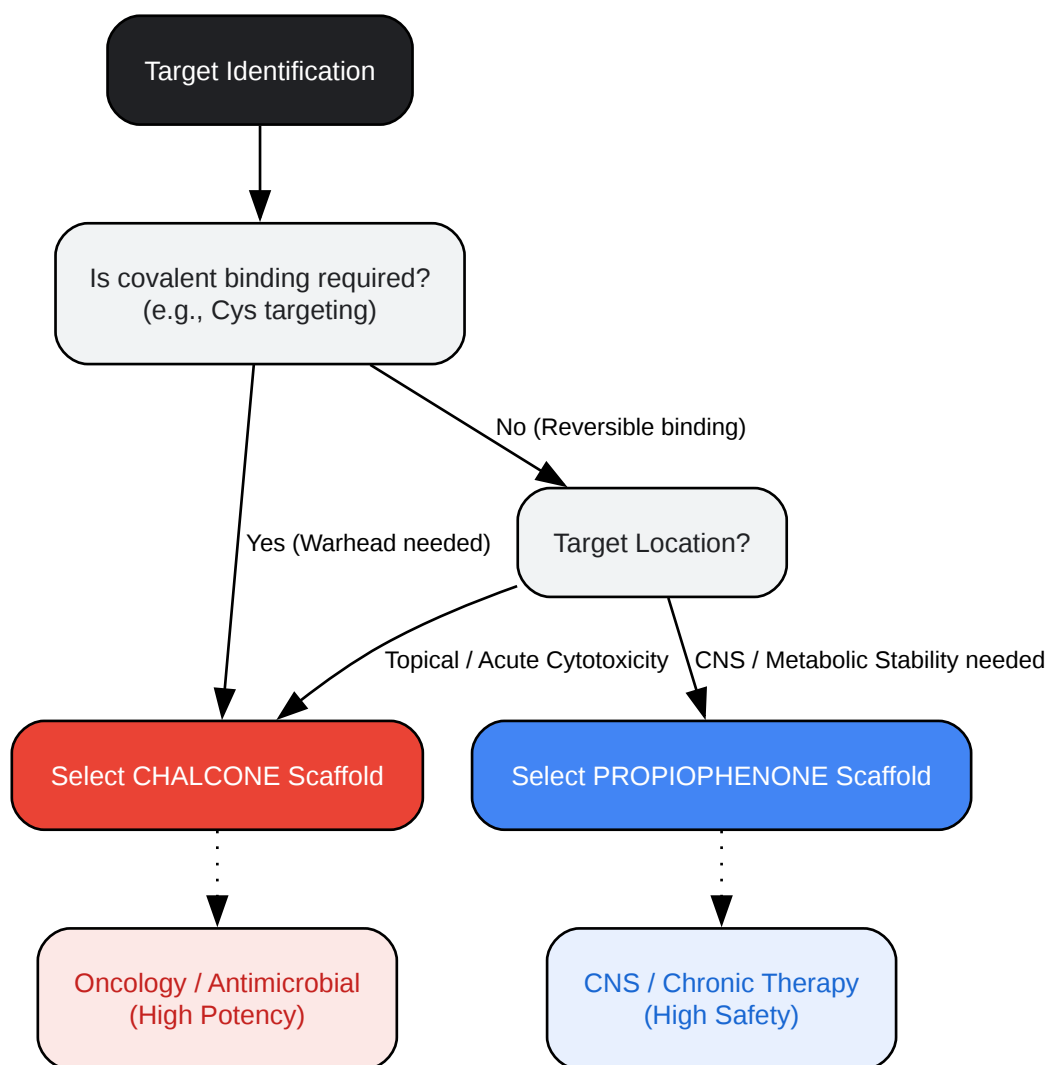 Target Identification
Is covalent binding required?
(e.g., Cys targeting)
No (Reversible binding)
Yes (Warhead needed)
Target Location?
Topical / Acute Cytotoxicity
CNS / Metabolic Stability needed
Select CHALCONE Scaffold
Select PROPIOPHENONE Scaffold
Oncology / Antimicrobial
(High Potency)
CNS / Chronic Therapy
(High Safety)